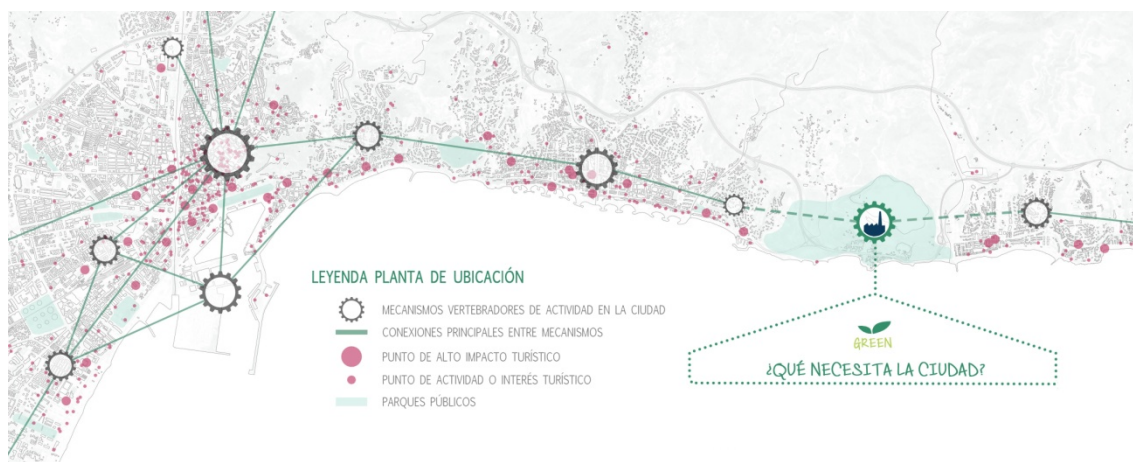 LEYENDA PLANTA DE UBICACIÓN
MECANISMOS VERTEBRADORES DE ACTIVIDAD EN LA CIUDAD
CONEXIONES PRINCIPALES ENTRE MECANISMOS
PUNTO DE ALTO IMPACTO TURÍSTICO
PUNTO DE ACTIVIDAD O INTERÉS TURÍSTICO
PARQUES PÚBLICOS
GREEN
¿QUÉ NECESITA LA CIUDAD?